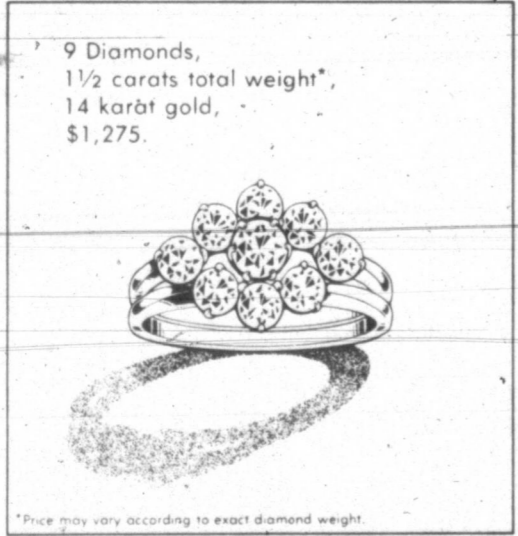 9 Diamonds,
1½ carats total weight*,
14 karat gold,
$1,275.
*Price may vary according to exact diamond weight.